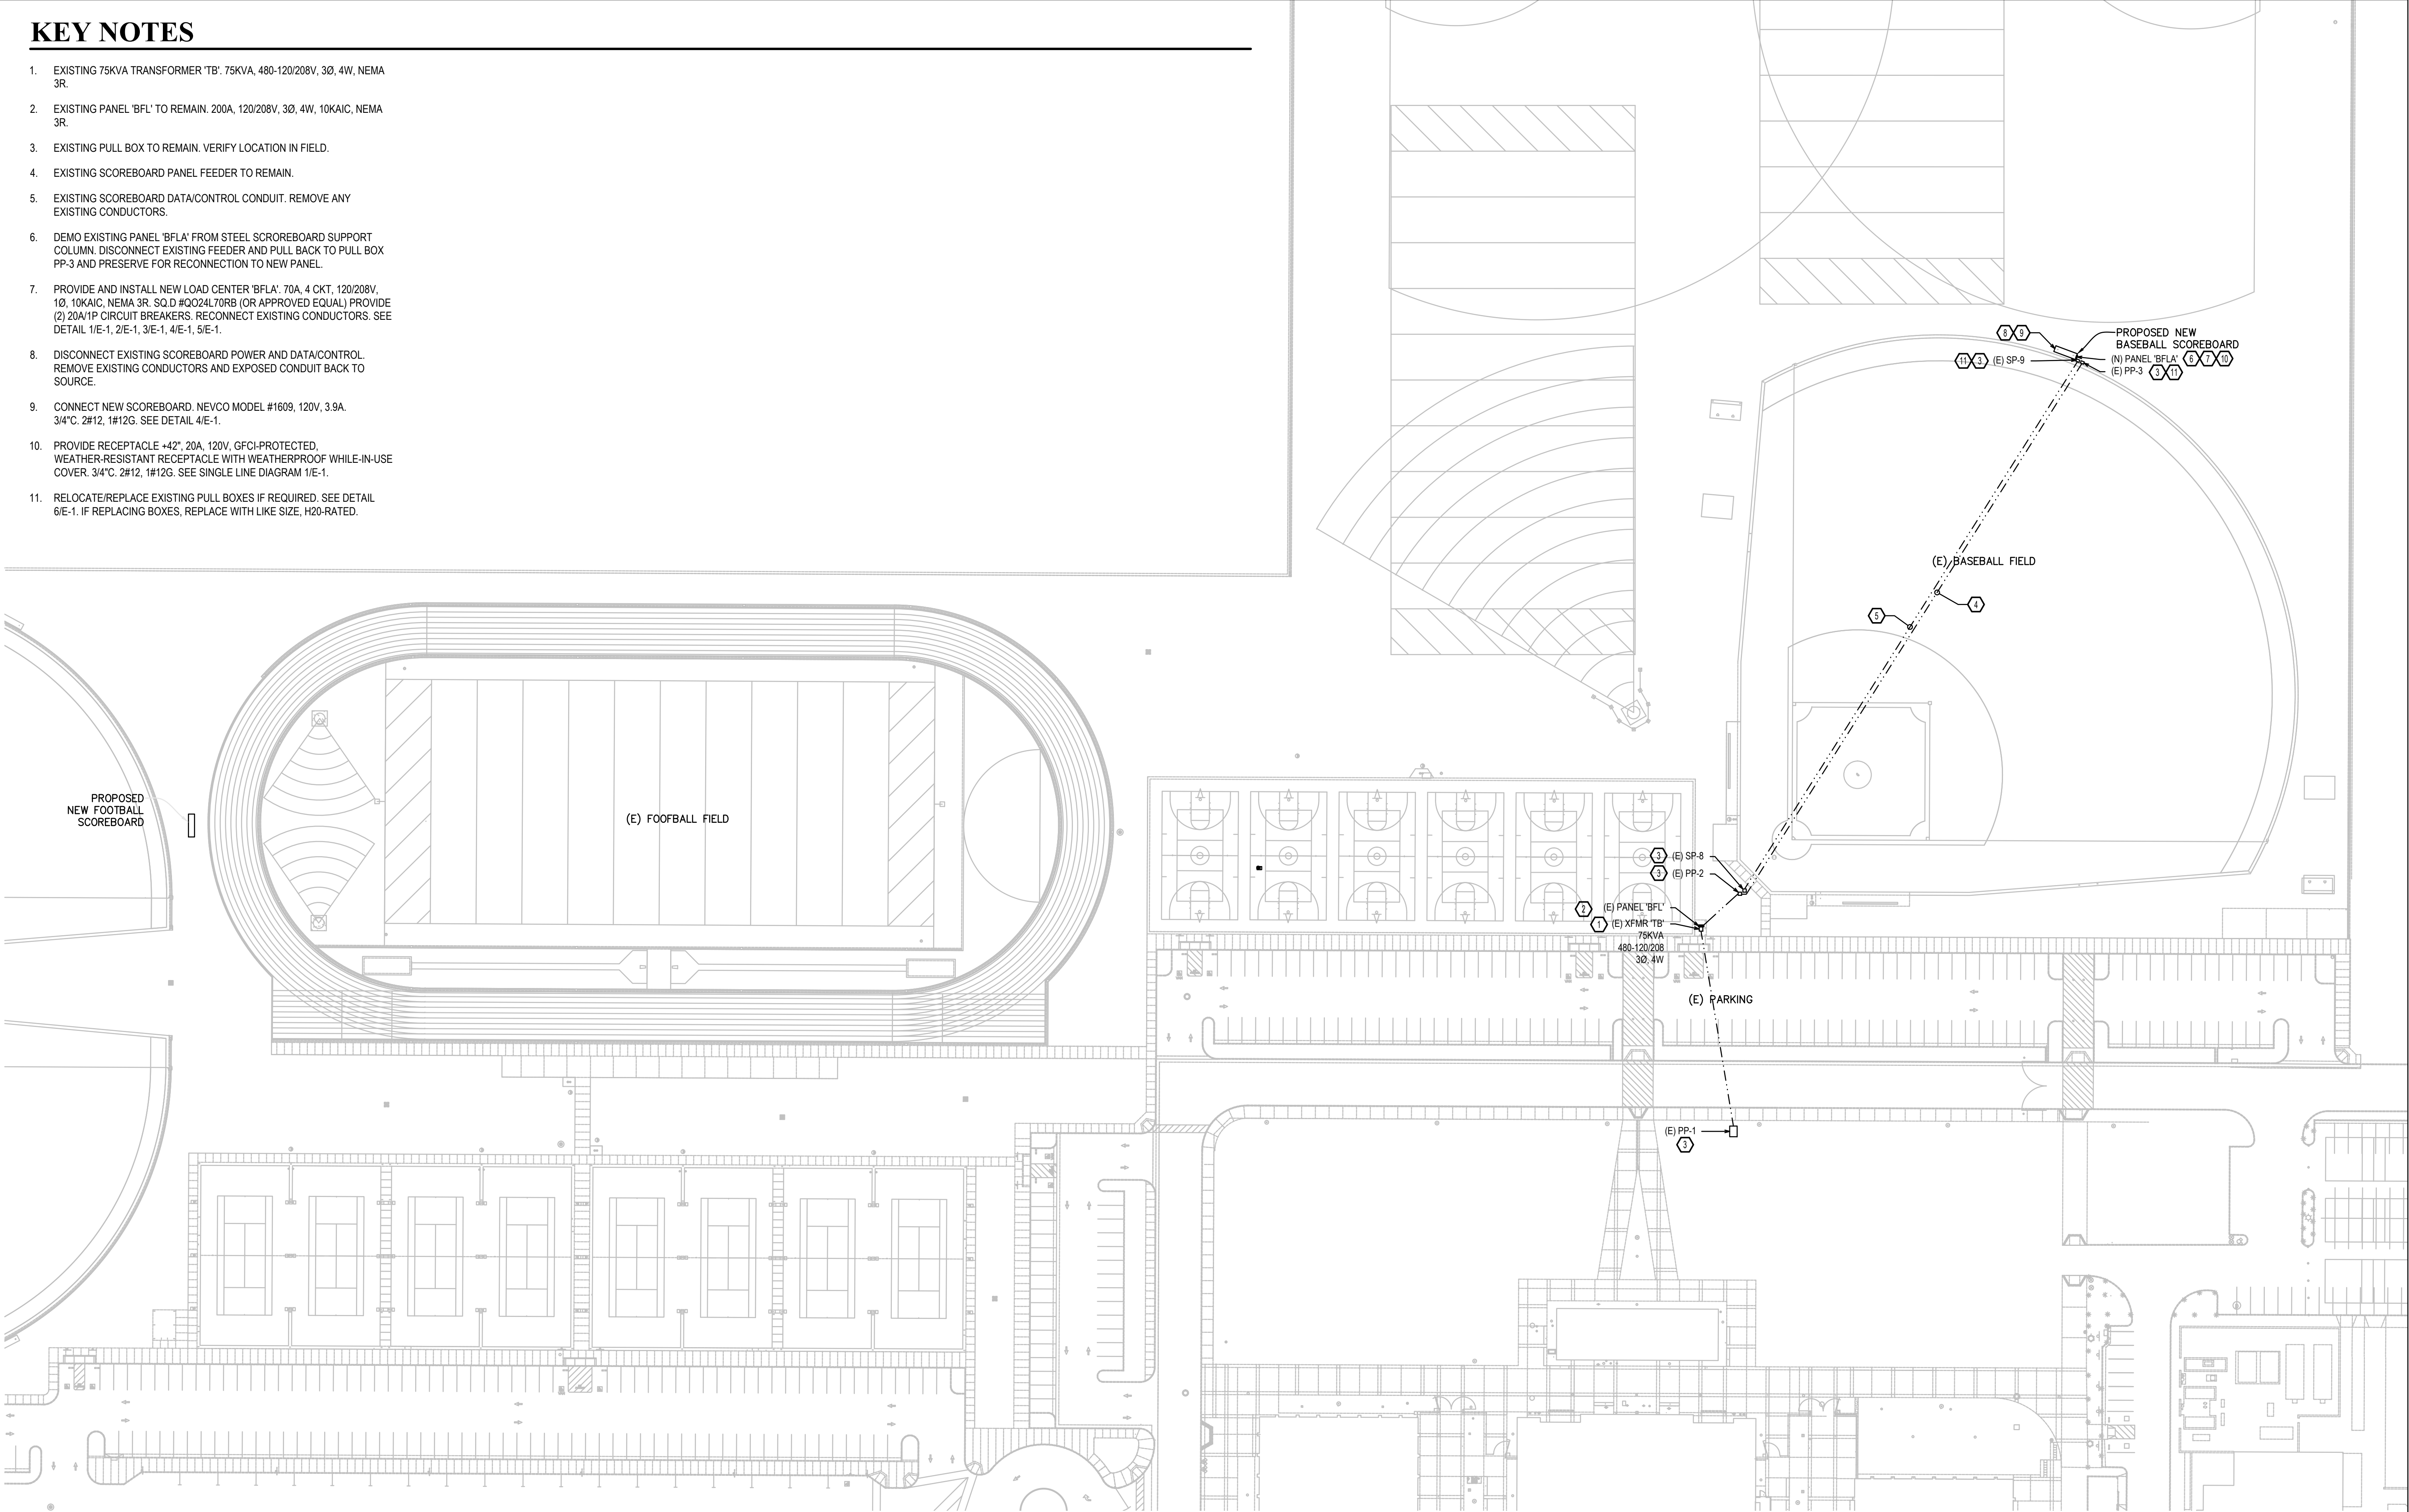 KEY NOTES
1. EXISTING 75KVA TRANSFORMER 'TB'. 75KVA, 480-120/208V, 3Ø, 4W, NEMA
3R.
2. EXISTING PANEL 'BFL' TO REMAIN. 200A, 120/208V, 3Ø, 4W, 10KAIC, NEMA
3R.
3. EXISTING PULL BOX TO REMAIN. VERIFY LOCATION IN FIELD.
4. EXISTING SCOREBOARD PANEL FEEDER TO REMAIN.
5. EXISTING SCOREBOARD DATA/CONTROL CONDUIT. REMOVE ANY
EXISTING CONDUCTORS.
6. DEMO EXISTING PANEL 'BFLA' FROM STEEL SCROREBOARD SUPPORT
COLUMN. DISCONNECT EXISTING FEEDER AND PULL BACK TO PULL BOX
PP-3 AND PRESERVE FOR RECONNECTION TO NEW PANEL.
7. PROVIDE AND INSTALL NEW LOAD CENTER 'BFLA'. 70A, 4 CKT, 120/208V,
1Ø, 10KAIC, NEMA 3R. SQ.D #QO24L70RB (OR APPROVED EQUAL) PROVIDE
(2) 20A/1P CIRCUIT BREAKERS. RECONNECT EXISTING CONDUCTORS. SEE
DETAIL 1/E-1, 2/E-1, 3/E-1, 4/E-1, 5/E-1.
8. DISCONNECT EXISTING SCOREBOARD POWER AND DATA/CONTROL.
REMOVE EXISTING CONDUCTORS AND EXPOSED CONDUIT BACK TO
SOURCE.
9. CONNECT NEW SCOREBOARD. NEVCO MODEL #1609, 120V, 3.9A.
3/4"C. 2#12, 1#12G. SEE DETAIL 4/E-1.
10. PROVIDE RECEPTACLE +42", 20A, 120V, GFCI-PROTECTED,
WEATHER-RESISTANT RECEPTACLE WITH WEATHERPROOF WHILE-IN-USE
COVER. 3/4"C. 2#12, 1#12G. SEE SINGLE LINE DIAGRAM 1/E-1.
11. RELOCATE/REPLACE EXISTING PULL BOXES IF REQUIRED. SEE DETAIL
6/E-1. IF REPLACING BOXES, REPLACE WITH LIKE SIZE, H20-RATED.
8 9
PROPOSED NEW
BASEBALL SCOREBOARD
11 3 (E) SP-9
(N) PANEL 'BFLA' 6 7 10
(E) PP-3 3 11
(E) BASEBALL FIELD
4
5
PROPOSED
NEW FOOTBALL
SCOREBOARD
(E) FOOFBALL FIELD
3 (E) SP-8
3 (E) PP-2
2 (E) PANEL 'BFL'
1 (E) XFMR 'TB'
75KVA
480-120/208
3Ø, 4W
(E) PARKING
(E) PP-1
3